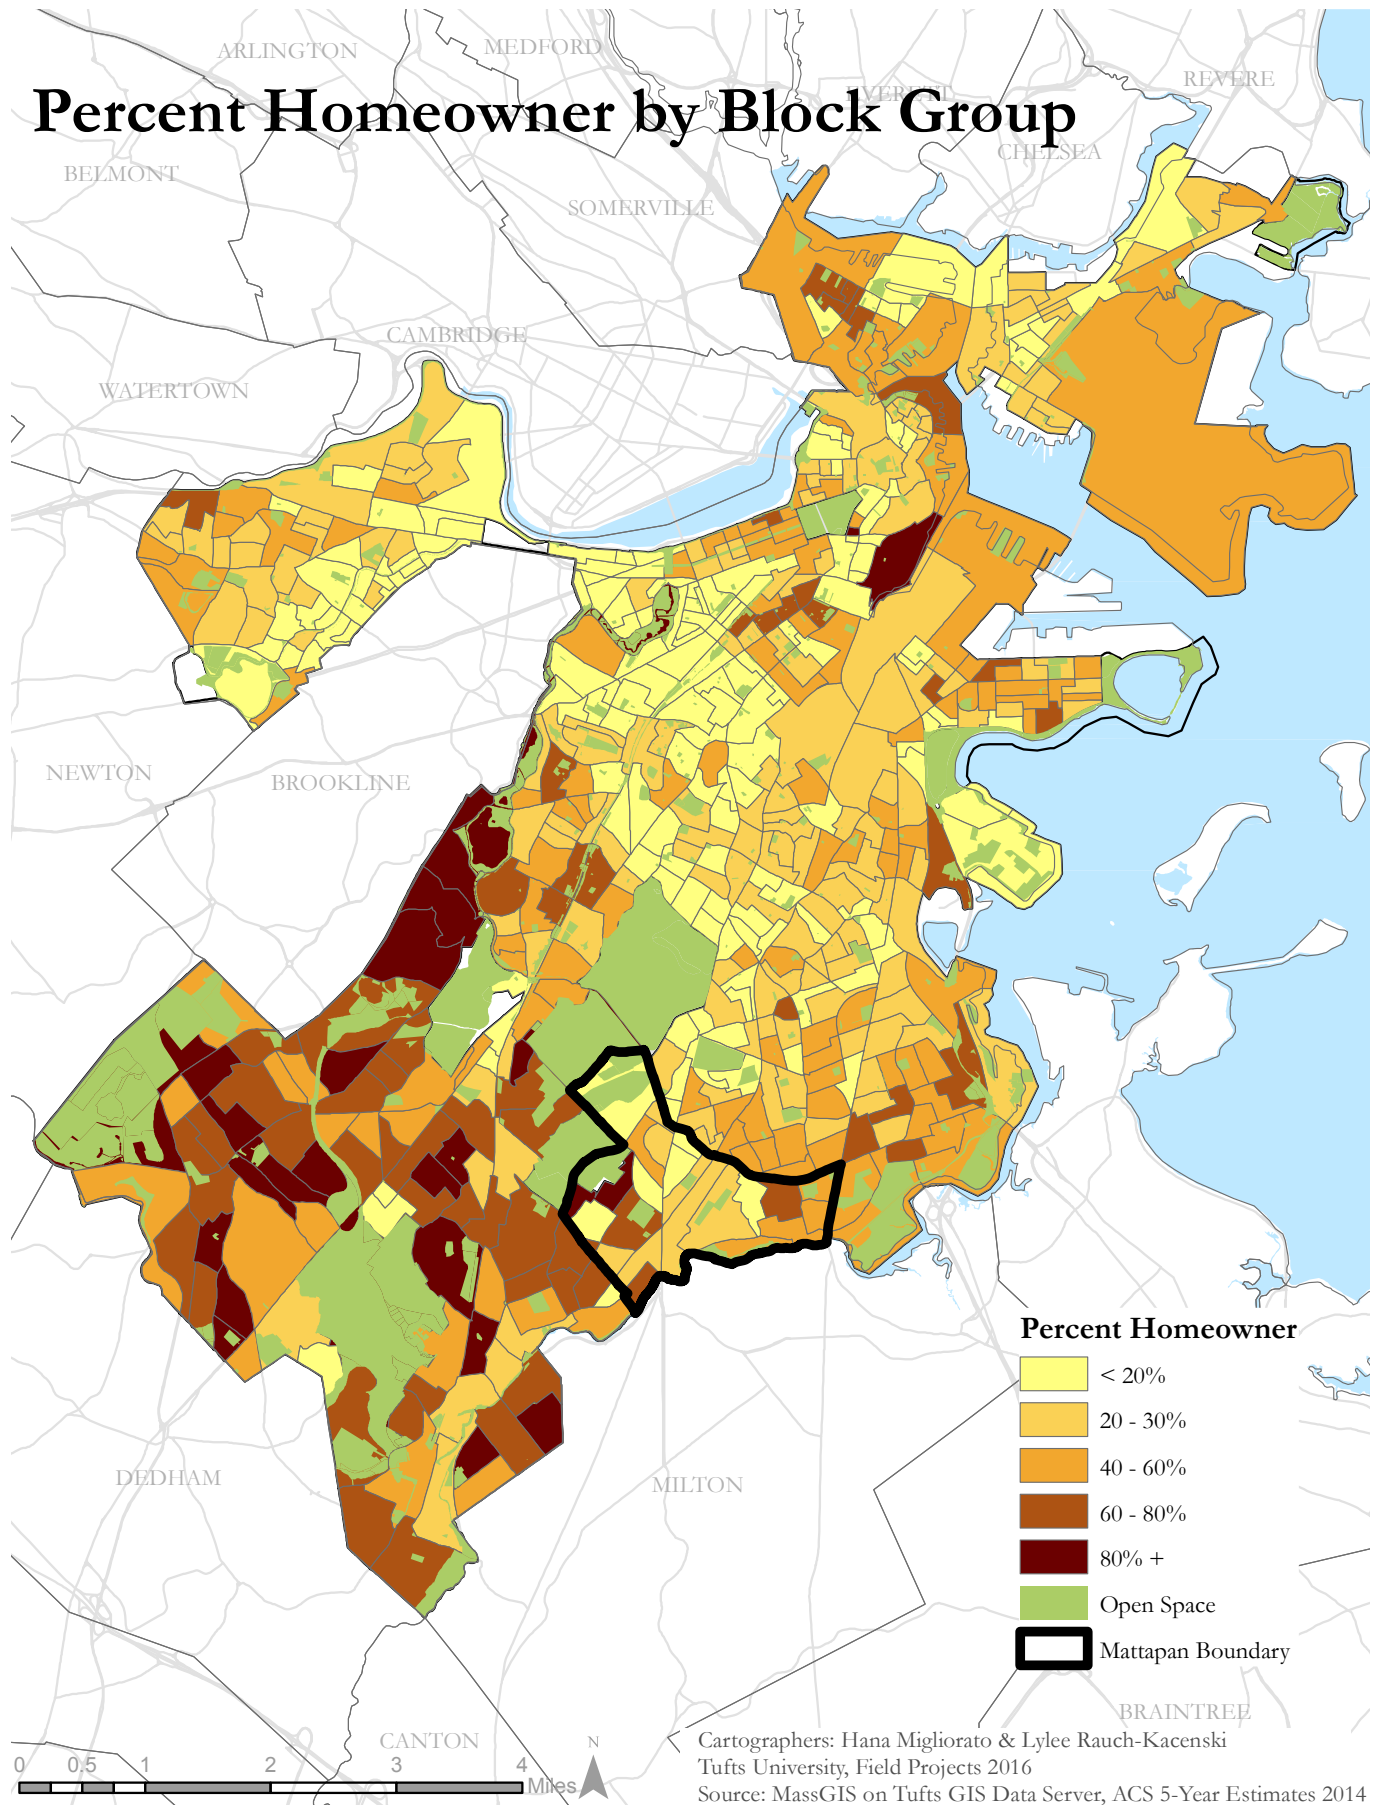 ARLINGTON
MEDFORD
REVERE
EVERETT
Percent Homeowner by Block Group
CHELSEA
BELMONT
SOMERVILLE
CAMBRIDGE
WATERTOWN
NEWTON
BROOKLINE
Percent Homeowner
< 20%
20 - 30%
40 - 60%
60 - 80%
80% +
Open Space
Mattapan Boundary
DEDHAM
MILTON
BRAINTREE
CANTON
N
0 0.5 1 2 3 4
Miles
Cartographers: Hana Migliorato & Lylee Rauch-Kacenski
Tufts University, Field Projects 2016
Source: MassGIS on Tufts GIS Data Server, ACS 5-Year Estimates 2014